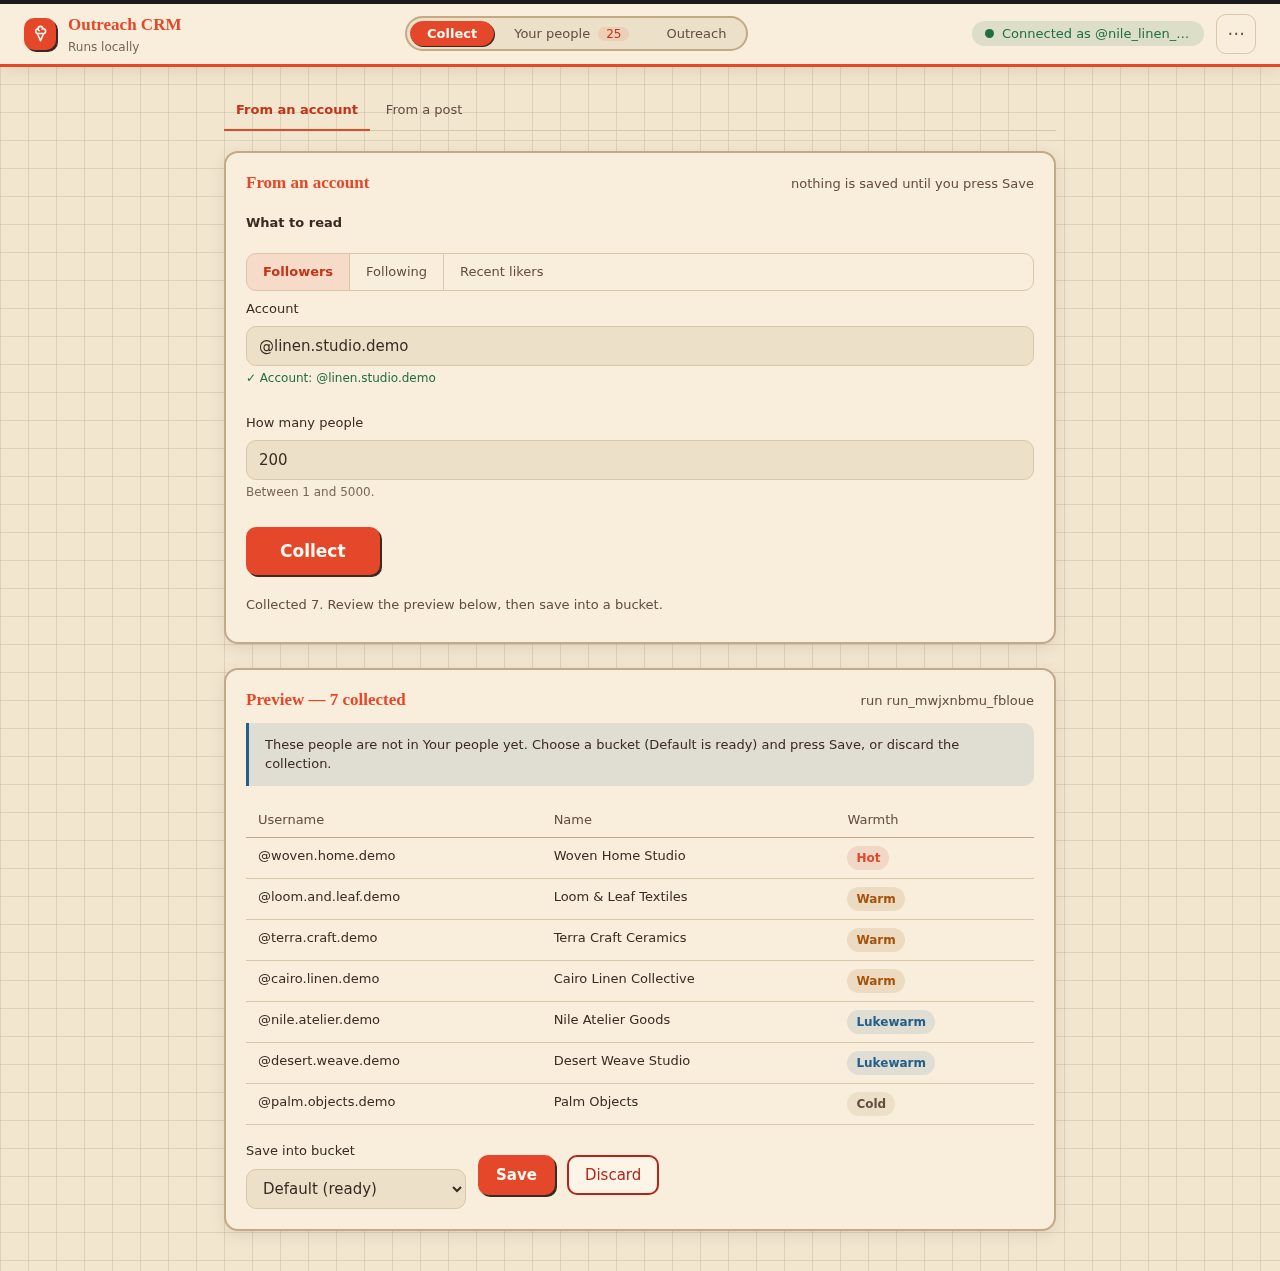 Outreach CRM
Runs locally
Collect
Your people 25
Outreach
Connected as @nile_linen_...
...
From an account
From a post
From an account
nothing is saved until you press Save
What to read
Followers
Following
Recent likers
Account
@linen.studio.demo
✓ Account: @linen.studio.demo
How many people
200
Between 1 and 5000.
Collect
Collected 7. Review the preview below, then save into a bucket.
Preview — 7 collected
run run_mwjxnbmu_fbloue
These people are not in Your people yet. Choose a bucket (Default is ready) and press Save, or discard the
collection.
Username Name Warmth
@woven.home.demo Woven Home Studio Hot
@loom.and.leaf.demo Loom & Leaf Textiles Warm
@terra.craft.demo Terra Craft Ceramics Warm
@cairo.linen.demo Cairo Linen Collective Warm
@nile.atelier.demo Nile Atelier Goods Lukewarm
@desert.weave.demo Desert Weave Studio Lukewarm
@palm.objects.demo Palm Objects Cold
Save into bucket
Default (ready)
Save
Discard